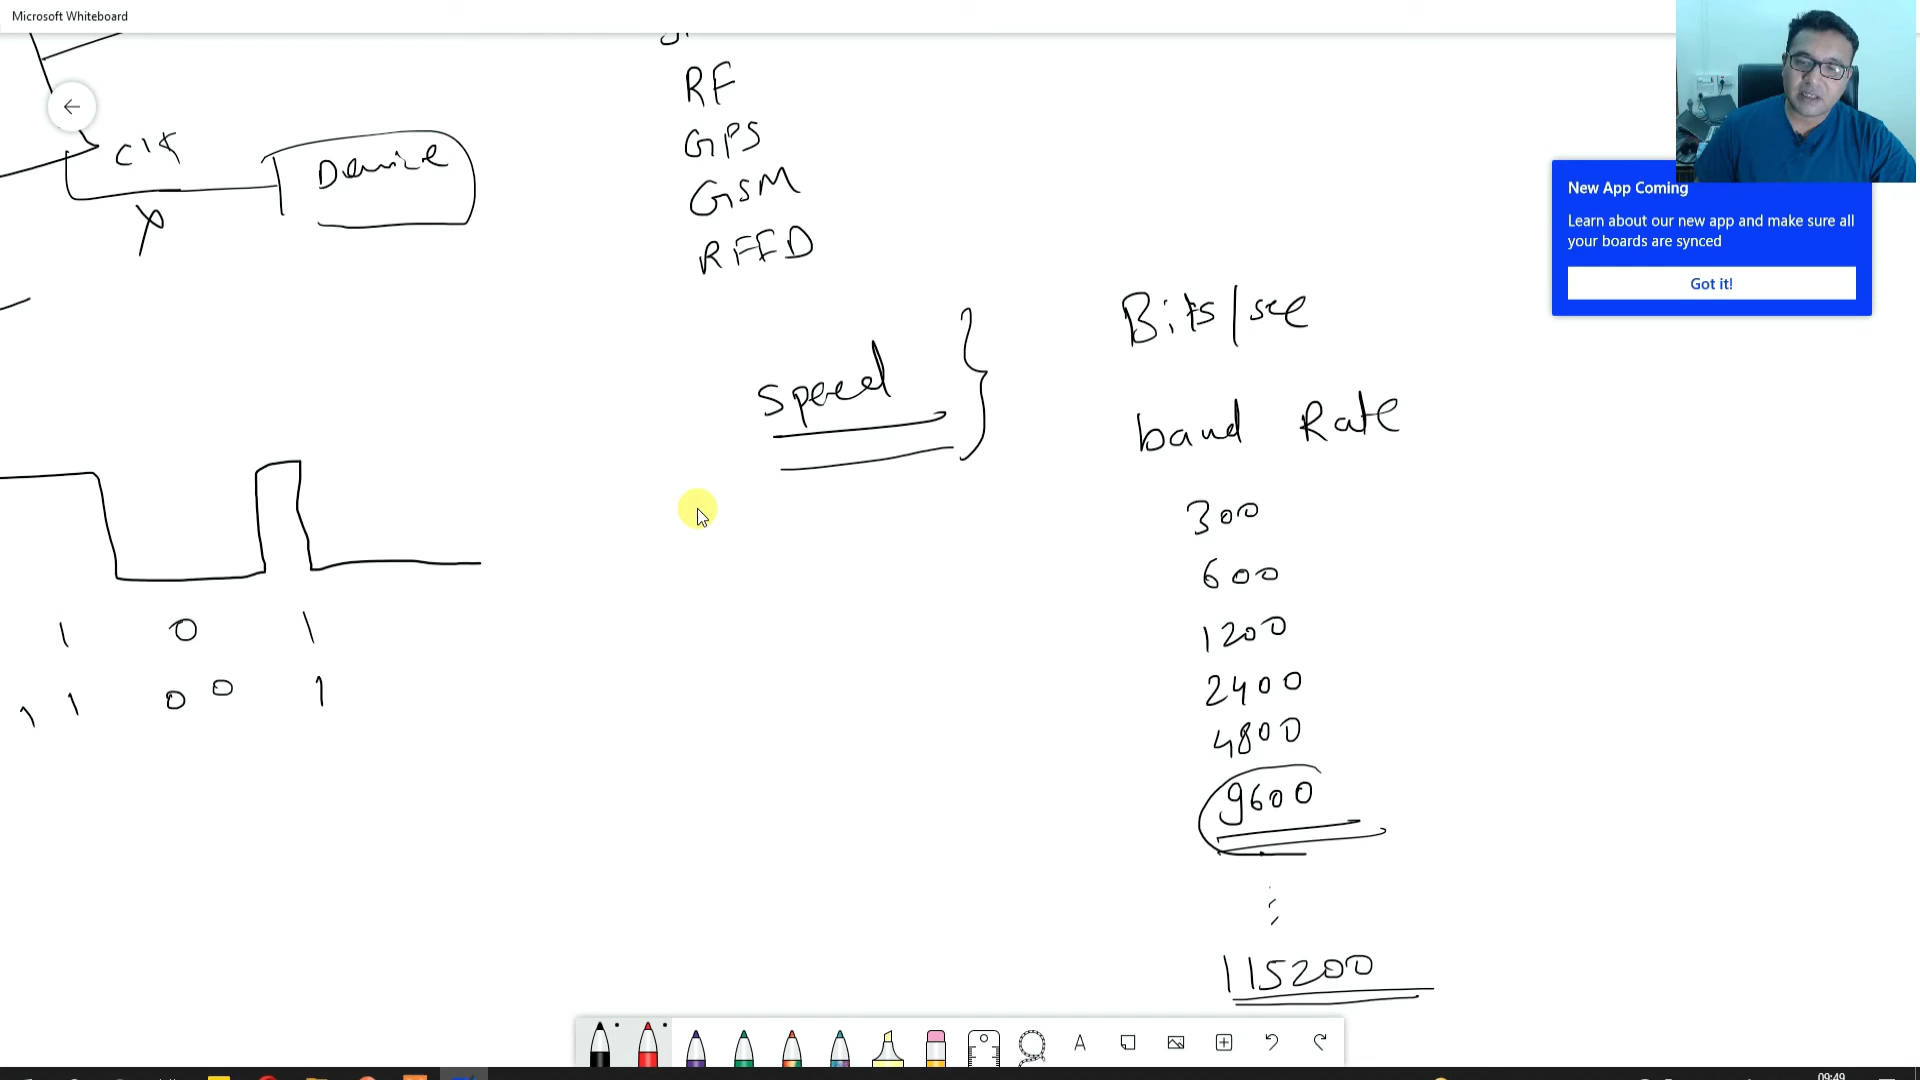 Microsoft Whiteboard
RF
GPS
GSM
RFID
clk
Device
New App Coming
Learn about our new app and make sure all
your boards are synced
Got it!
Bits/sec
speed
baud Rate
300
600
1200
2400
4800
9600
115200
1 0 1
1 1 0 0 1
A
09:49